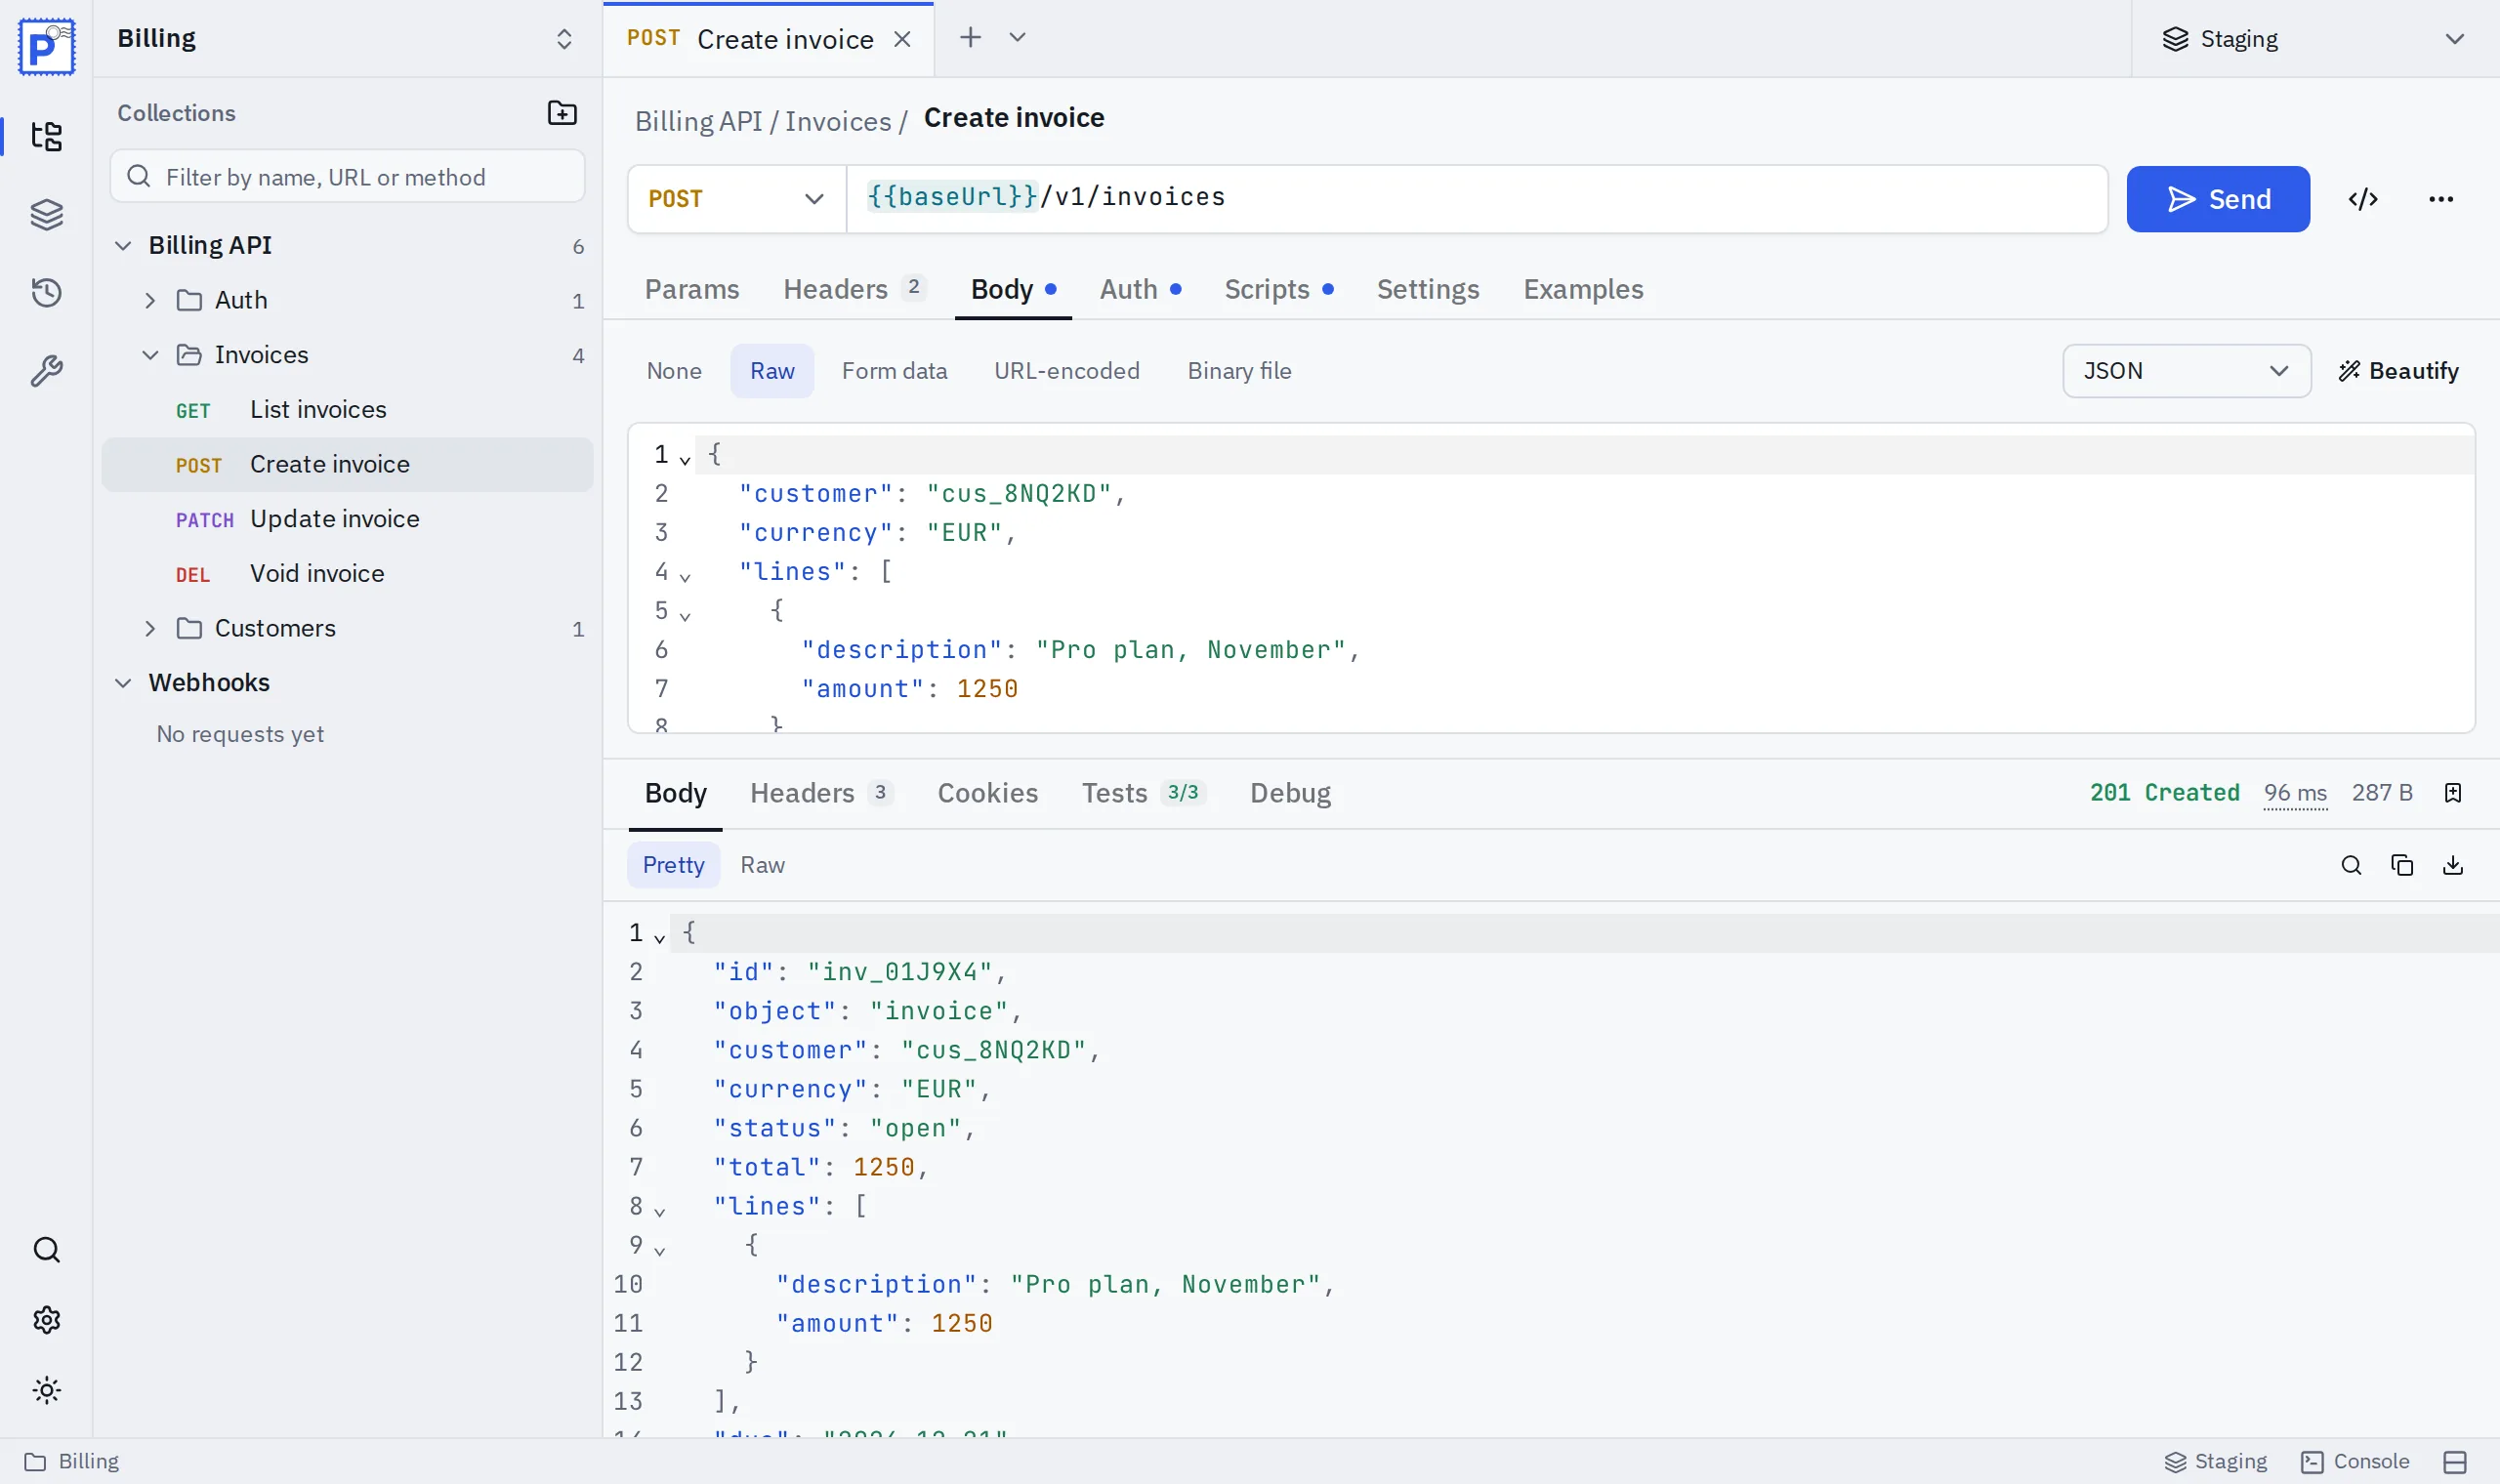 P
Billing
POST Create invoice
Staging
Collections
Filter by name, URL or method
Billing API 6
Auth 1
Invoices 4
GET List invoices
POST Create invoice
PATCH Update invoice
DEL Void invoice
Customers 1
Webhooks
No requests yet
Billing API / Invoices / Create invoice
POST {{baseUrl}}/v1/invoices Send
Params Headers 2 Body Auth Scripts Settings Examples
None Raw Form data URL-encoded Binary file JSON Beautify
1 {
2 "customer": "cus_8NQ2KD",
3 "currency": "EUR",
4 "lines": [
5 {
6 "description": "Pro plan, November",
7 "amount": 1250
8 }
Body Headers 3 Cookies Tests 3/3 Debug 201 Created 96 ms 287 B
Pretty Raw
1 {
2 "id": "inv_01J9X4",
3 "object": "invoice",
4 "customer": "cus_8NQ2KD",
5 "currency": "EUR",
6 "status": "open",
7 "total": 1250,
8 "lines": [
9 {
10 "description": "Pro plan, November",
11 "amount": 1250
12 }
13 ],
Billing
Staging Console